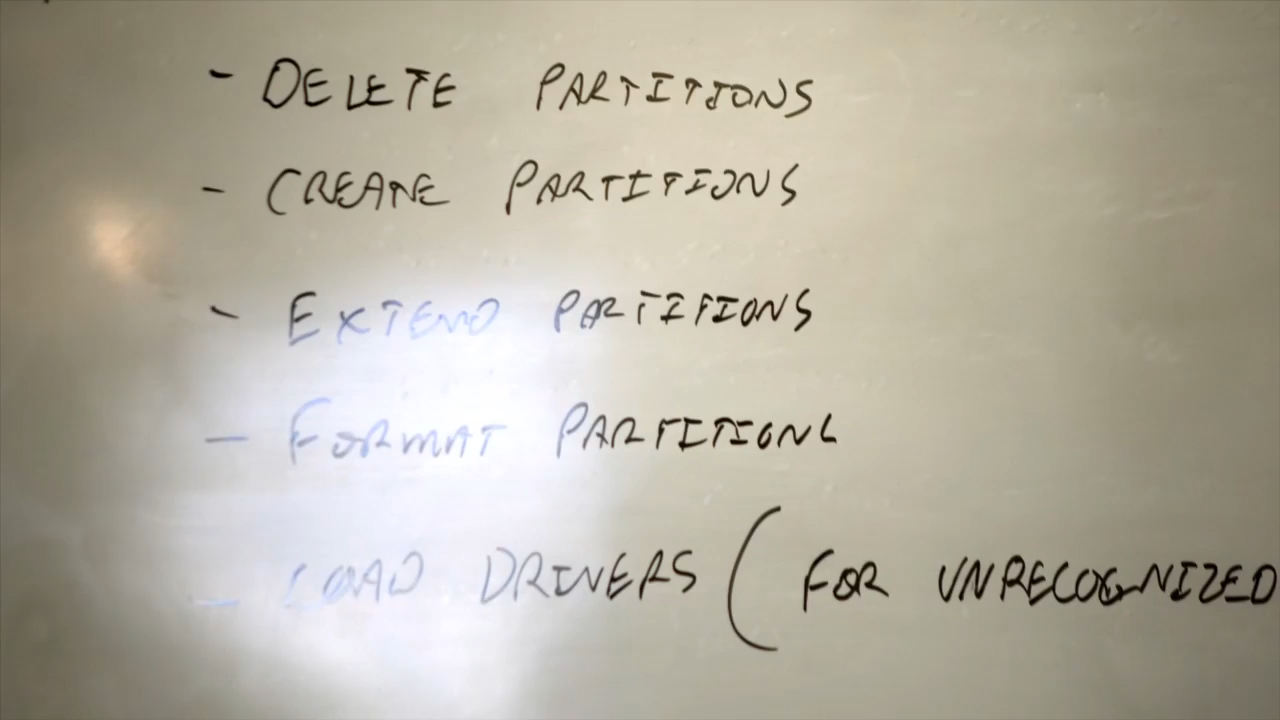 - DELETE PARTITIONS
- CREATE PARTITIONS
- EXTEND PARTITIONS
- FORMAT PARTITIONS
- LOAD DRIVERS (FOR UNRECOGNIZED